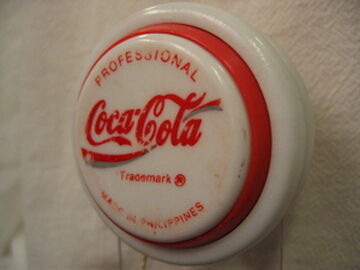 PROFESSIONAL
Coca-Cola
Trademark ®
MADE IN PHILIPPINES